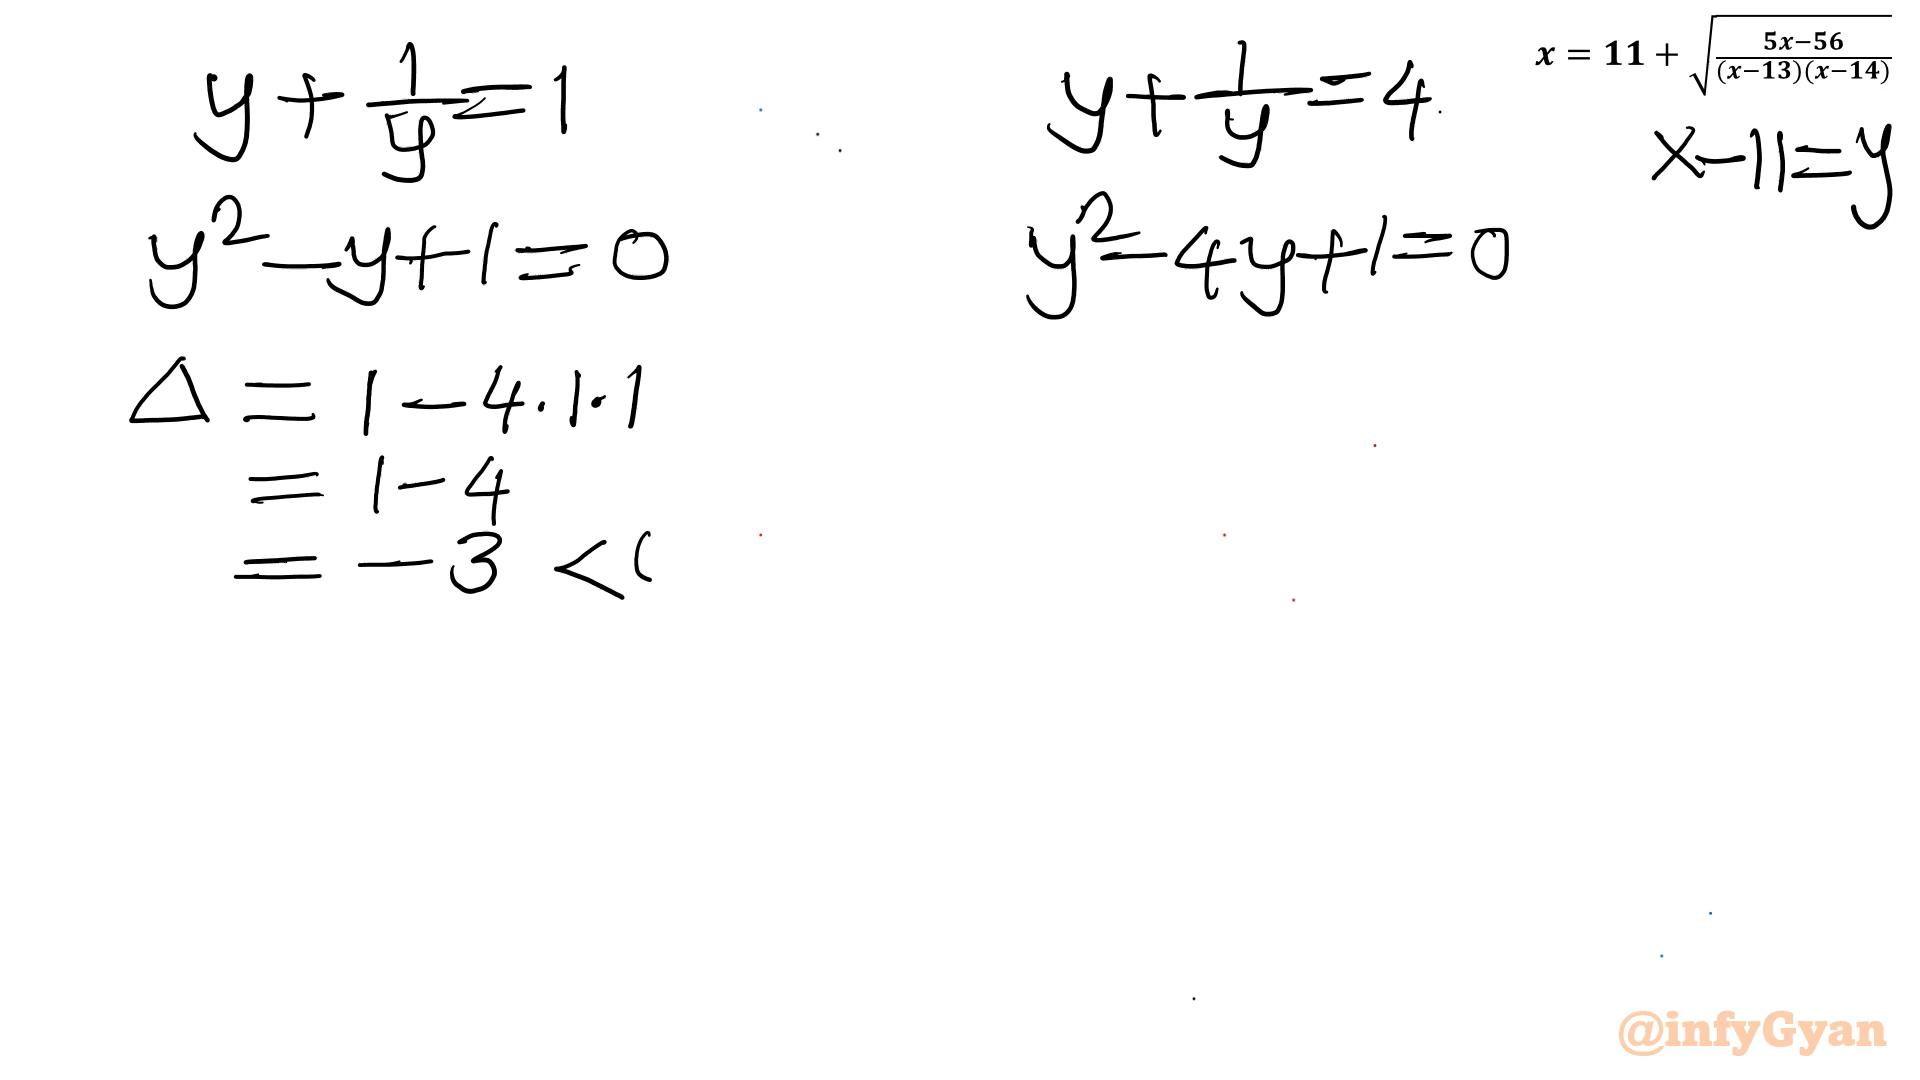 y + 1/y = 1
y² - y + 1 = 0
Δ = 1 - 4 . 1 . 1
= 1 - 4
= - 3 < (
y + 1/y = 4
y² - 4y + 1 = 0
x = 11 + √((5x−56)/((x−13)(x−14)))
x - 11 = y
@infyGyan